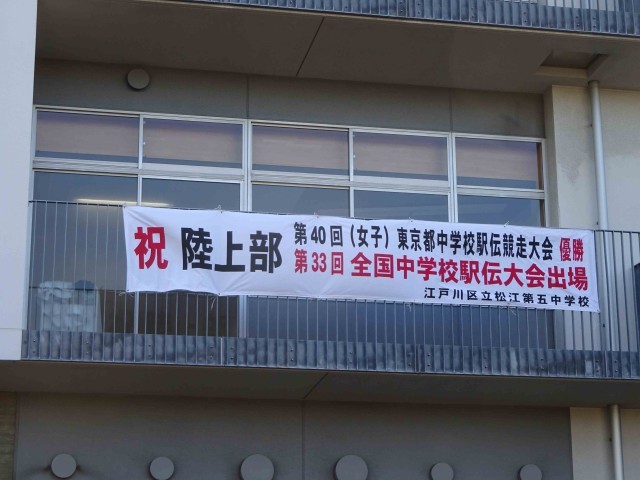 祝 陸上部
第40回（女子）東京都中学校駅伝競走大会 優勝
第33回 全国中学校駅伝大会出場
江戸川区立松江第五中学校